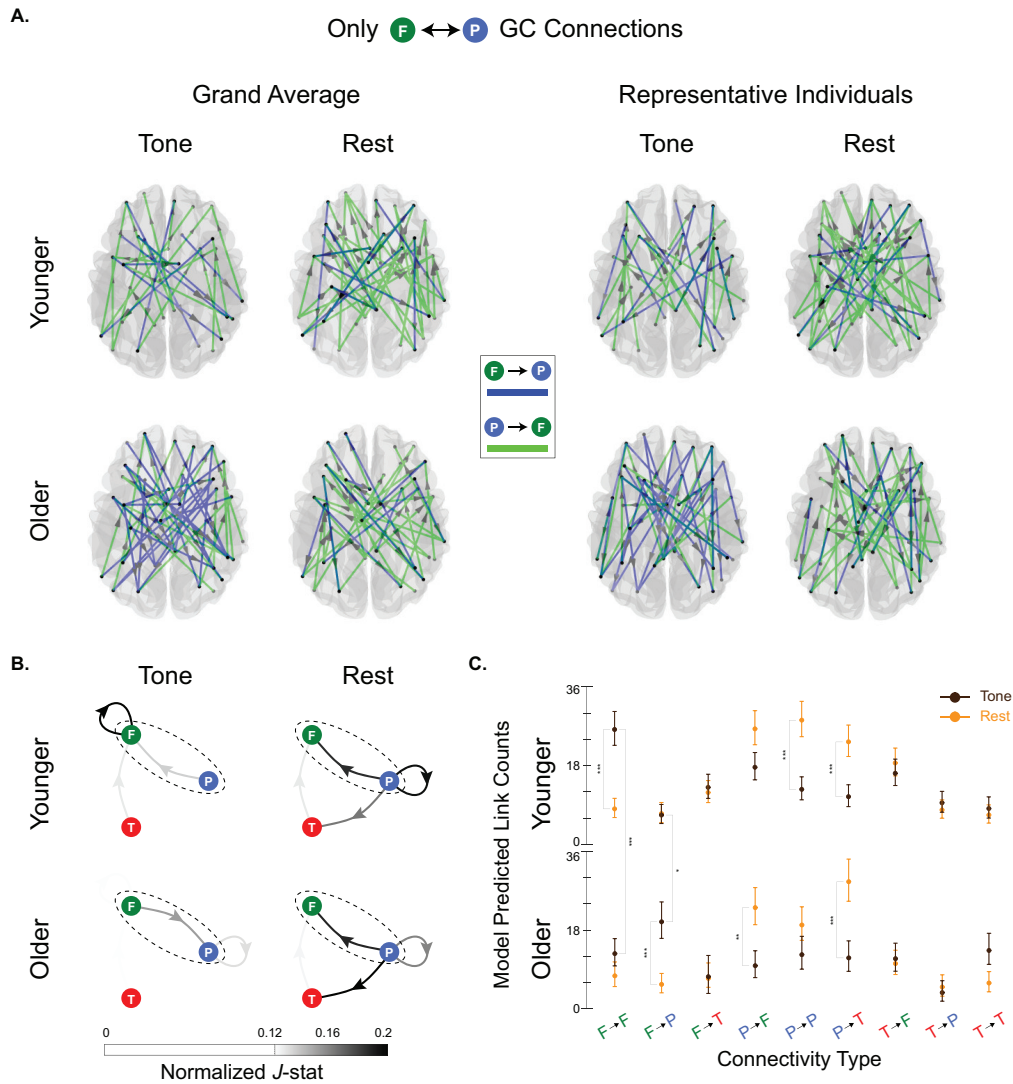 A.
Only F P GC Connections
Grand Average
Representative Individuals
Tone
Rest
Tone
Rest
Younger
F P
P F
Older
B.
Tone
Rest
Younger
F
P
T
F
P
T
Older
F
P
T
F
P
T
0
0.12
0.16
0.2
Normalized J-stat
C.
Tone
Rest
Model Predicted Link Counts
Younger
36
18
0
***
***
*
***
***
Older
36
18
0
***
**
***
F→F
F→P
F→T
P→F
P→P
P→T
T→F
T→P
T→T
Connectivity Type